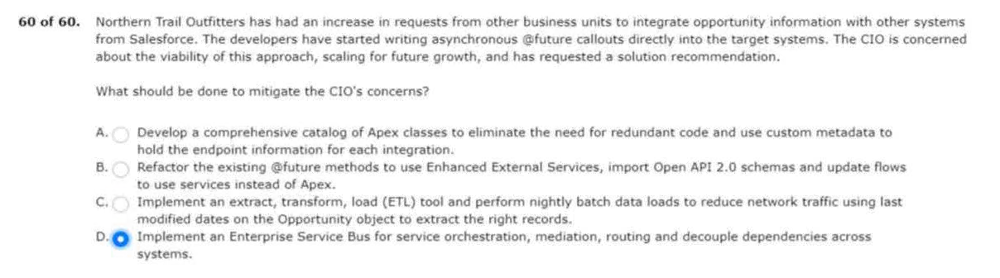 60 of 60. Northern Trail Outfitters has had an increase in requests from other business units to integrate opportunity information with other systems
from Salesforce. The developers have started writing asynchronous @future callouts directly into the target systems. The CIO is concerned
about the viability of this approach, scaling for future growth, and has requested a solution recommendation.
What should be done to mitigate the CIO's concerns?
A. Develop a comprehensive catalog of Apex classes to eliminate the need for redundant code and use custom metadata to
hold the endpoint information for each integration.
B. Refactor the existing @future methods to use Enhanced External Services, import Open API 2.0 schemas and update flows
to use services instead of Apex.
C. Implement an extract, transform, load (ETL) tool and perform nightly batch data loads to reduce network traffic using last
modified dates on the Opportunity object to extract the right records.
D. Implement an Enterprise Service Bus for service orchestration, mediation, routing and decouple dependencies across
systems.